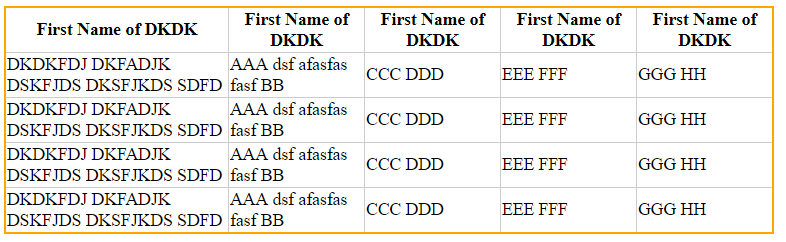 First Name of DKDK
First Name of
DKDK
First Name of
DKDK
First Name of
DKDK
First Name of
DKDK
DKDKFDJ DKFADJK
DSKFJDS DKSFJKDS SDFD
AAA dsf afasfas
fasf BB
CCC DDD
EEE FFF
GGG HH
DKDKFDJ DKFADJK
DSKFJDS DKSFJKDS SDFD
AAA dsf afasfas
fasf BB
CCC DDD
EEE FFF
GGG HH
DKDKFDJ DKFADJK
DSKFJDS DKSFJKDS SDFD
AAA dsf afasfas
fasf BB
CCC DDD
EEE FFF
GGG HH
DKDKFDJ DKFADJK
DSKFJDS DKSFJKDS SDFD
AAA dsf afasfas
fasf BB
CCC DDD
EEE FFF
GGG HH